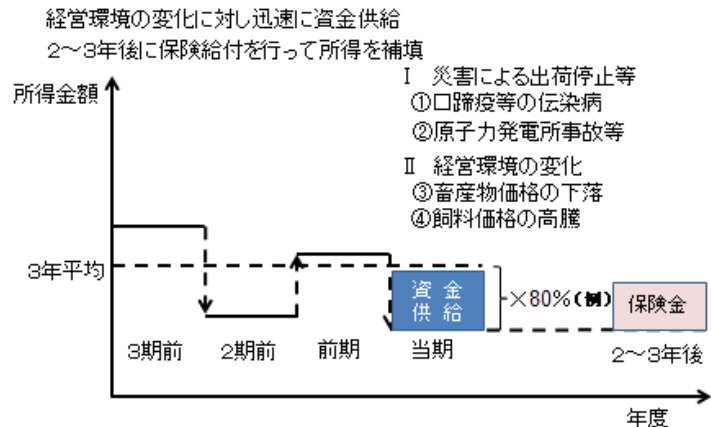 経営環境の変化に対し迅速に資金供給
2～3年後に保険給付を行って所得を補填
所得金額
Ⅰ 災害による出荷停止等
①口蹄疫等の伝染病
②原子力発電所事故等
Ⅱ 経営環境の変化
③畜産物価格の下落
④飼料価格の高騰
3年平均
資金
供給
×80%(例)
保険金
3期前
2期前
前期
当期
2～3年後
年度